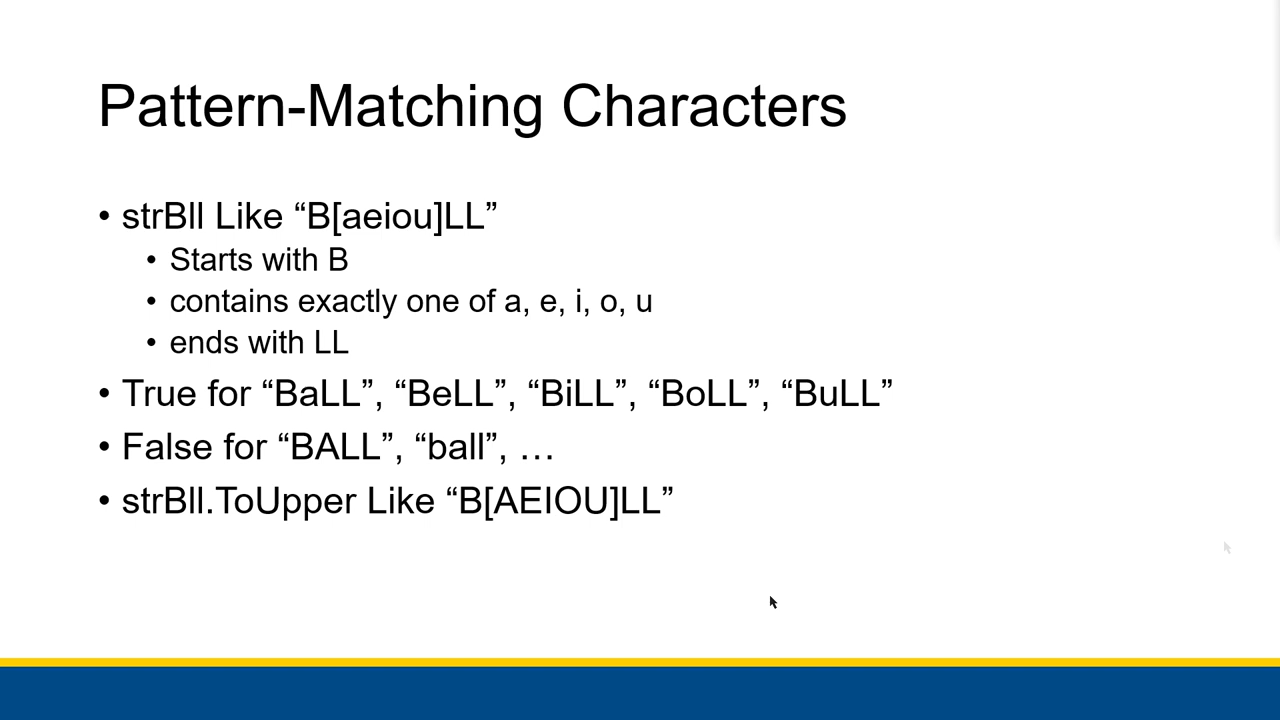 Pattern-Matching Characters
• strBll Like “B[aeiou]LL”
• Starts with B
• contains exactly one of a, e, i, o, u
• ends with LL
• True for “BaLL”, “BeLL”, “BiLL”, “BoLL”, “BuLL”
• False for “BALL”, “ball”, …
• strBll.ToUpper Like “B[AEIOU]LL”